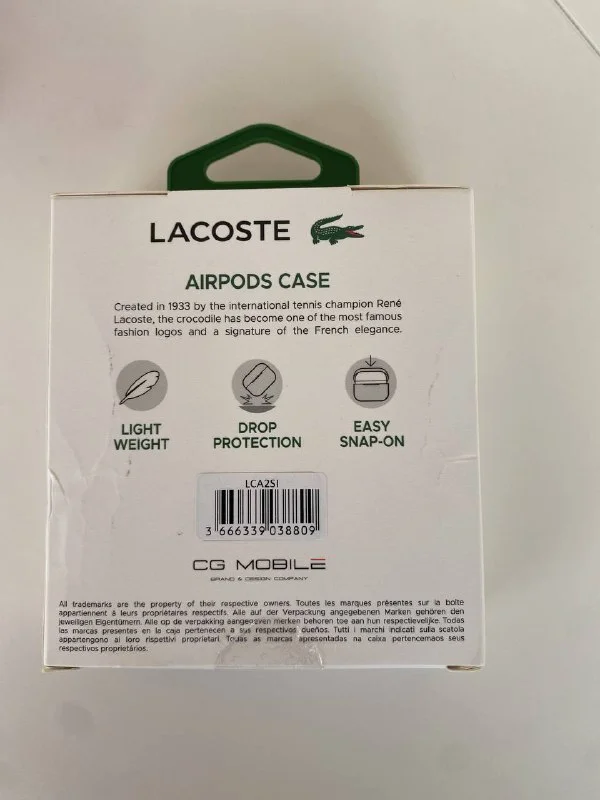 LACOSTE
AIRPODS CASE
Created in 1933 by the international tennis champion René
Lacoste, the crocodile has become one of the most famous
fashion logos and a signature of the French elegance.
LIGHT
WEIGHT
DROP
PROTECTION
EASY
SNAP-ON
LCA2SI
3 666339 038809
CG MOBILE
BRAND & DESIGN COMPANY
All trademarks are the property of their respective owners. Toutes les marques présentes sur la boîte
appartiennent à leurs propriétaires respectifs. Alle auf der Verpackung angegebenen Marken gehören den
jeweiligen Eigentümern. Alle op de verpakking aangegeven merken behoren toe aan hun respectievelijke. Todas
las marcas presentes en la caja pertenecen a sus respectivos dueños. Tutti i marchi indicati sulla scatola
appartengono ai loro rispettivi proprietari. Todas as marcas apresentadas na caixa pertencemaos seus
respectivos proprietários.